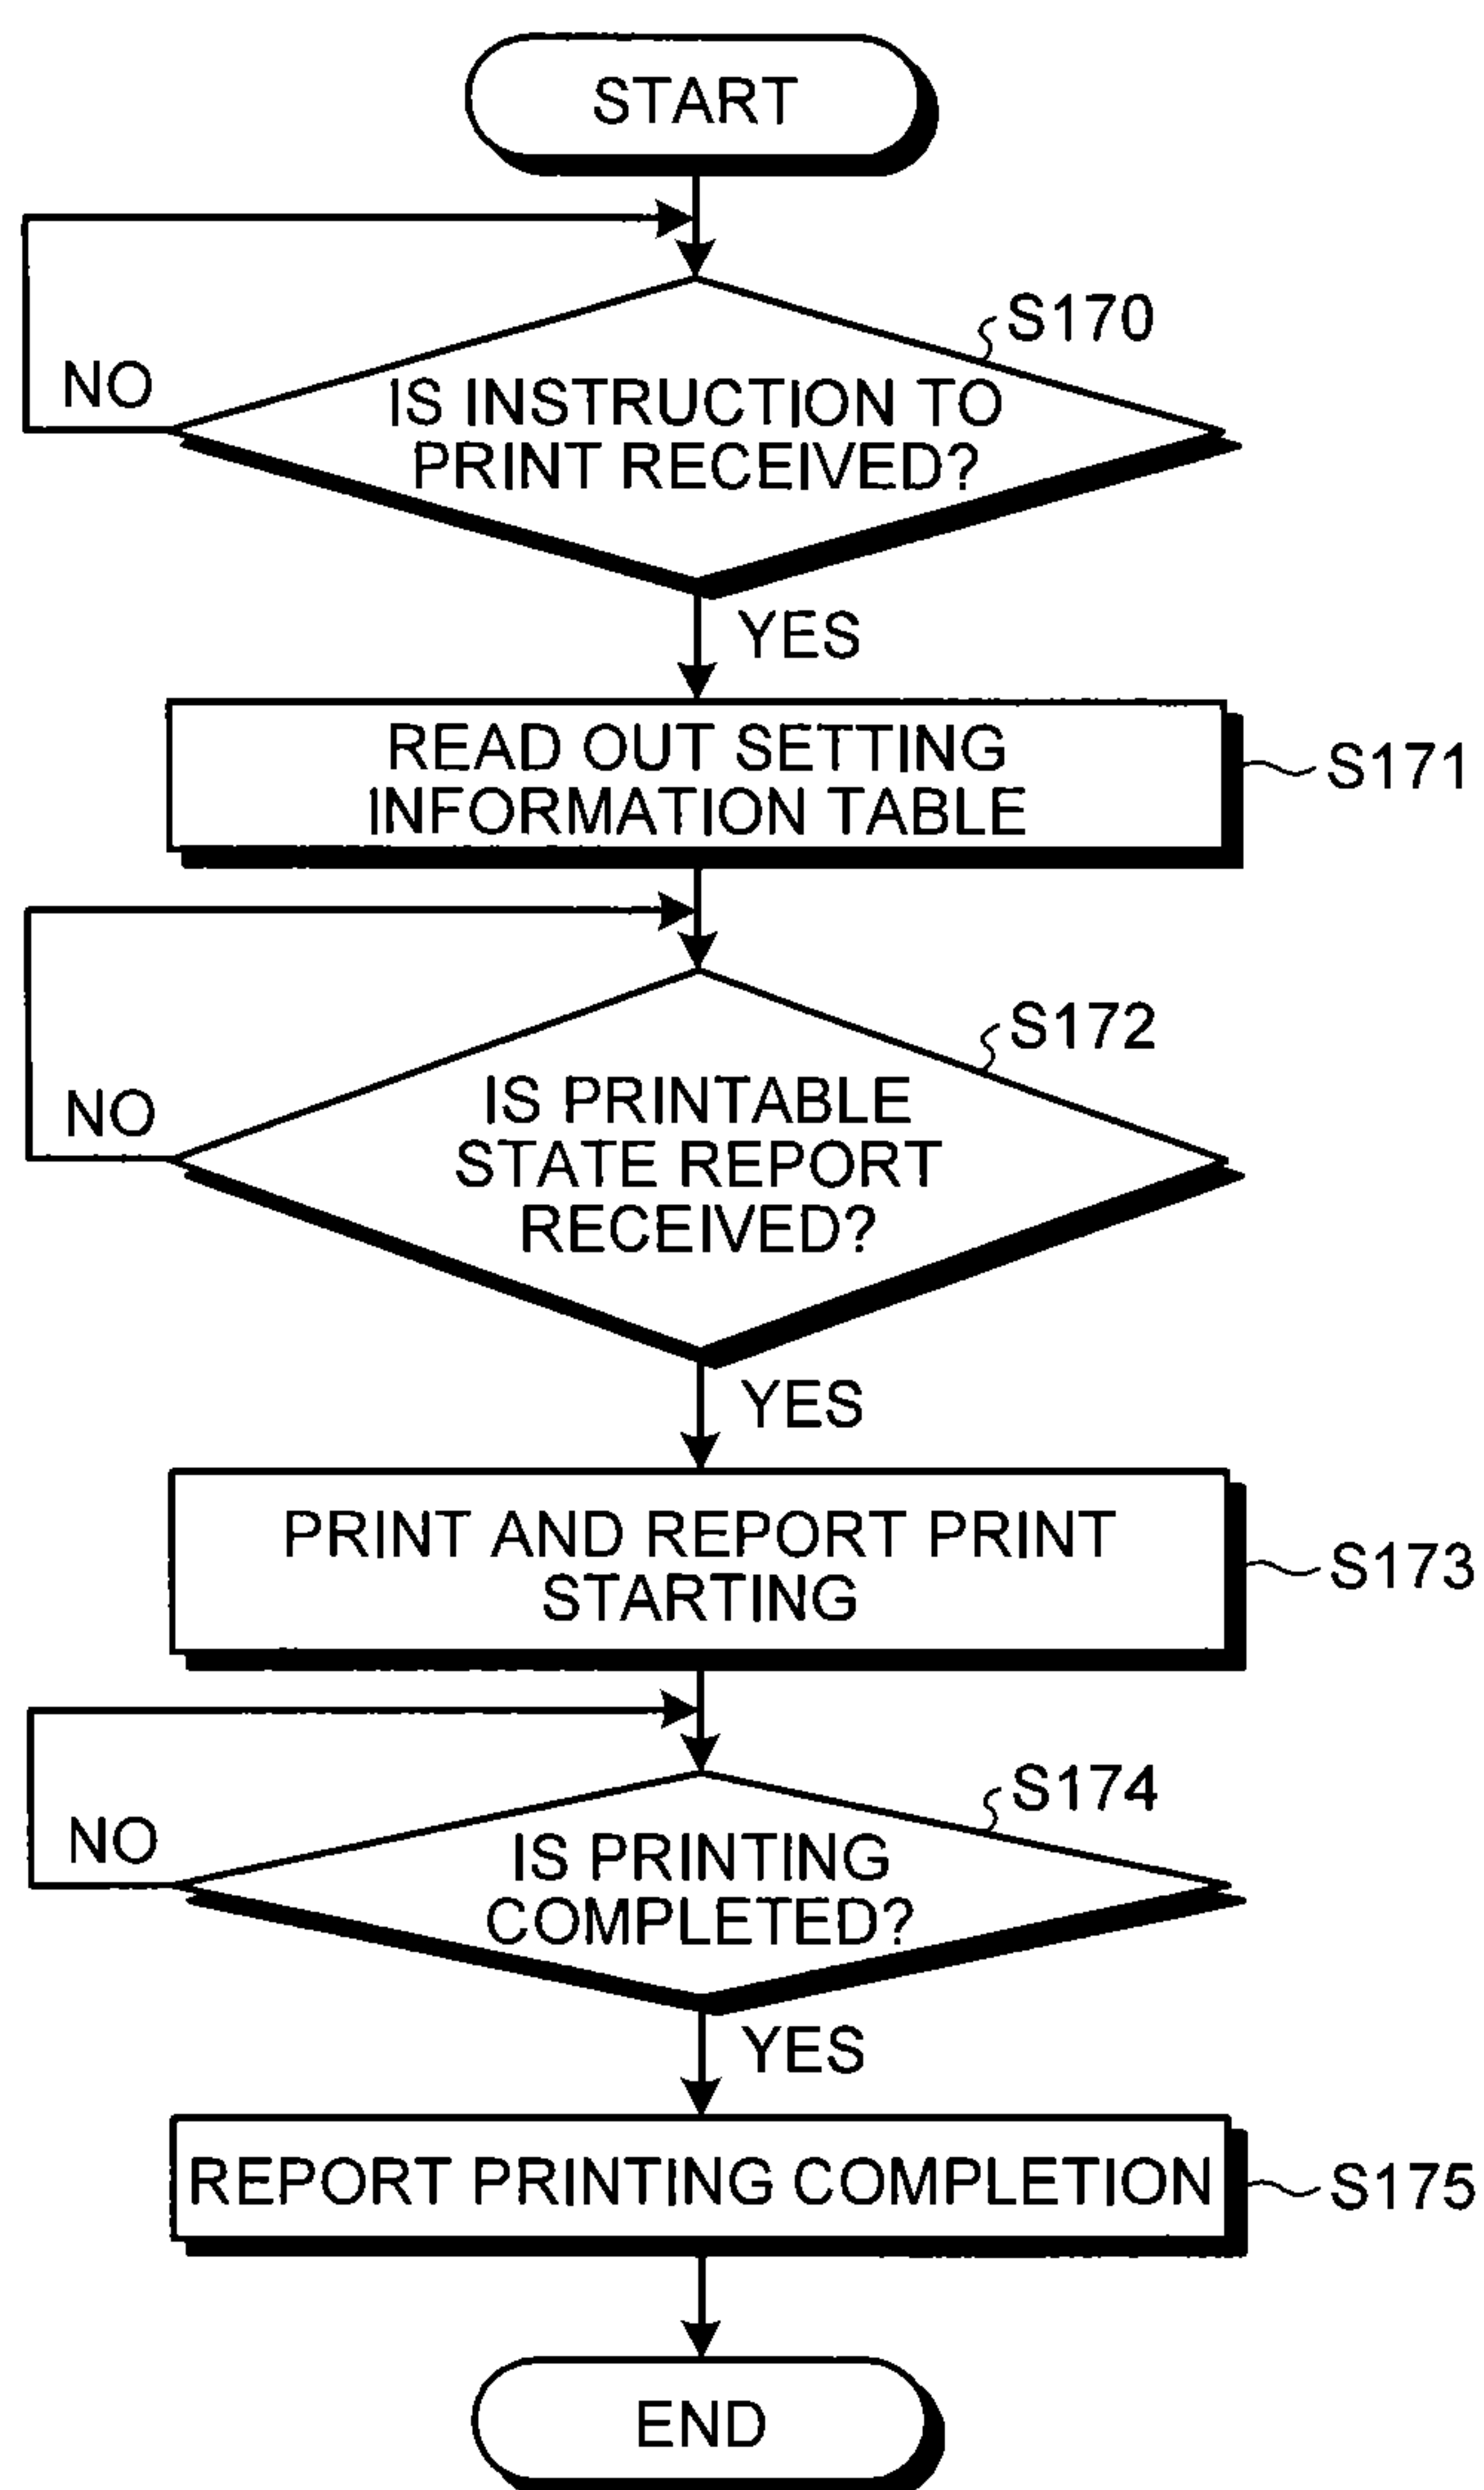 START
S170
NO
IS INSTRUCTION TO
PRINT RECEIVED?
YES
READ OUT SETTING
INFORMATION TABLE
S171
S172
NO
IS PRINTABLE
STATE REPORT
RECEIVED?
YES
PRINT AND REPORT PRINT
STARTING
S173
S174
NO
IS PRINTING
COMPLETED?
YES
REPORT PRINTING COMPLETION
S175
END